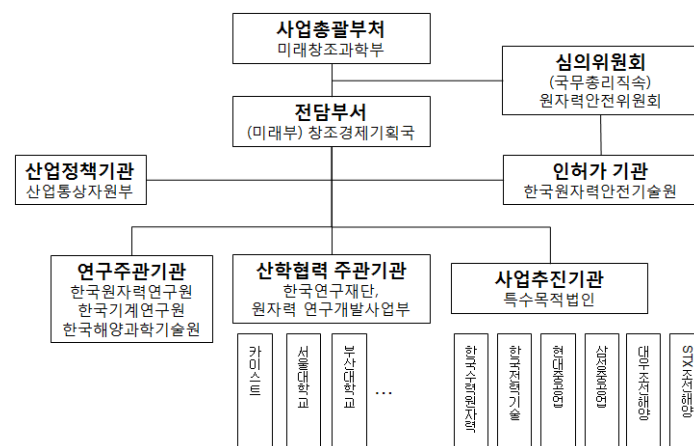 사업총괄부처
미래창조과학부
심의위원회
(국무총리직속)
원자력안전위원회
전담부서
(미래부) 창조경제기획국
산업정책기관
산업통상자원부
인허가 기관
한국원자력안전기술원
연구주관기관
한국원자력연구원
한국기계연구원
한국해양과학기술원
산학협력 주관기관
한국연구재단,
원자력 연구개발사업부
사업추진기관
특수목적법인
카이스트
서울대학교
부산대학교
...
한국수력원자력
한국전력기술
현대중공업
삼성중공업
대우조선해양
STX조선해양